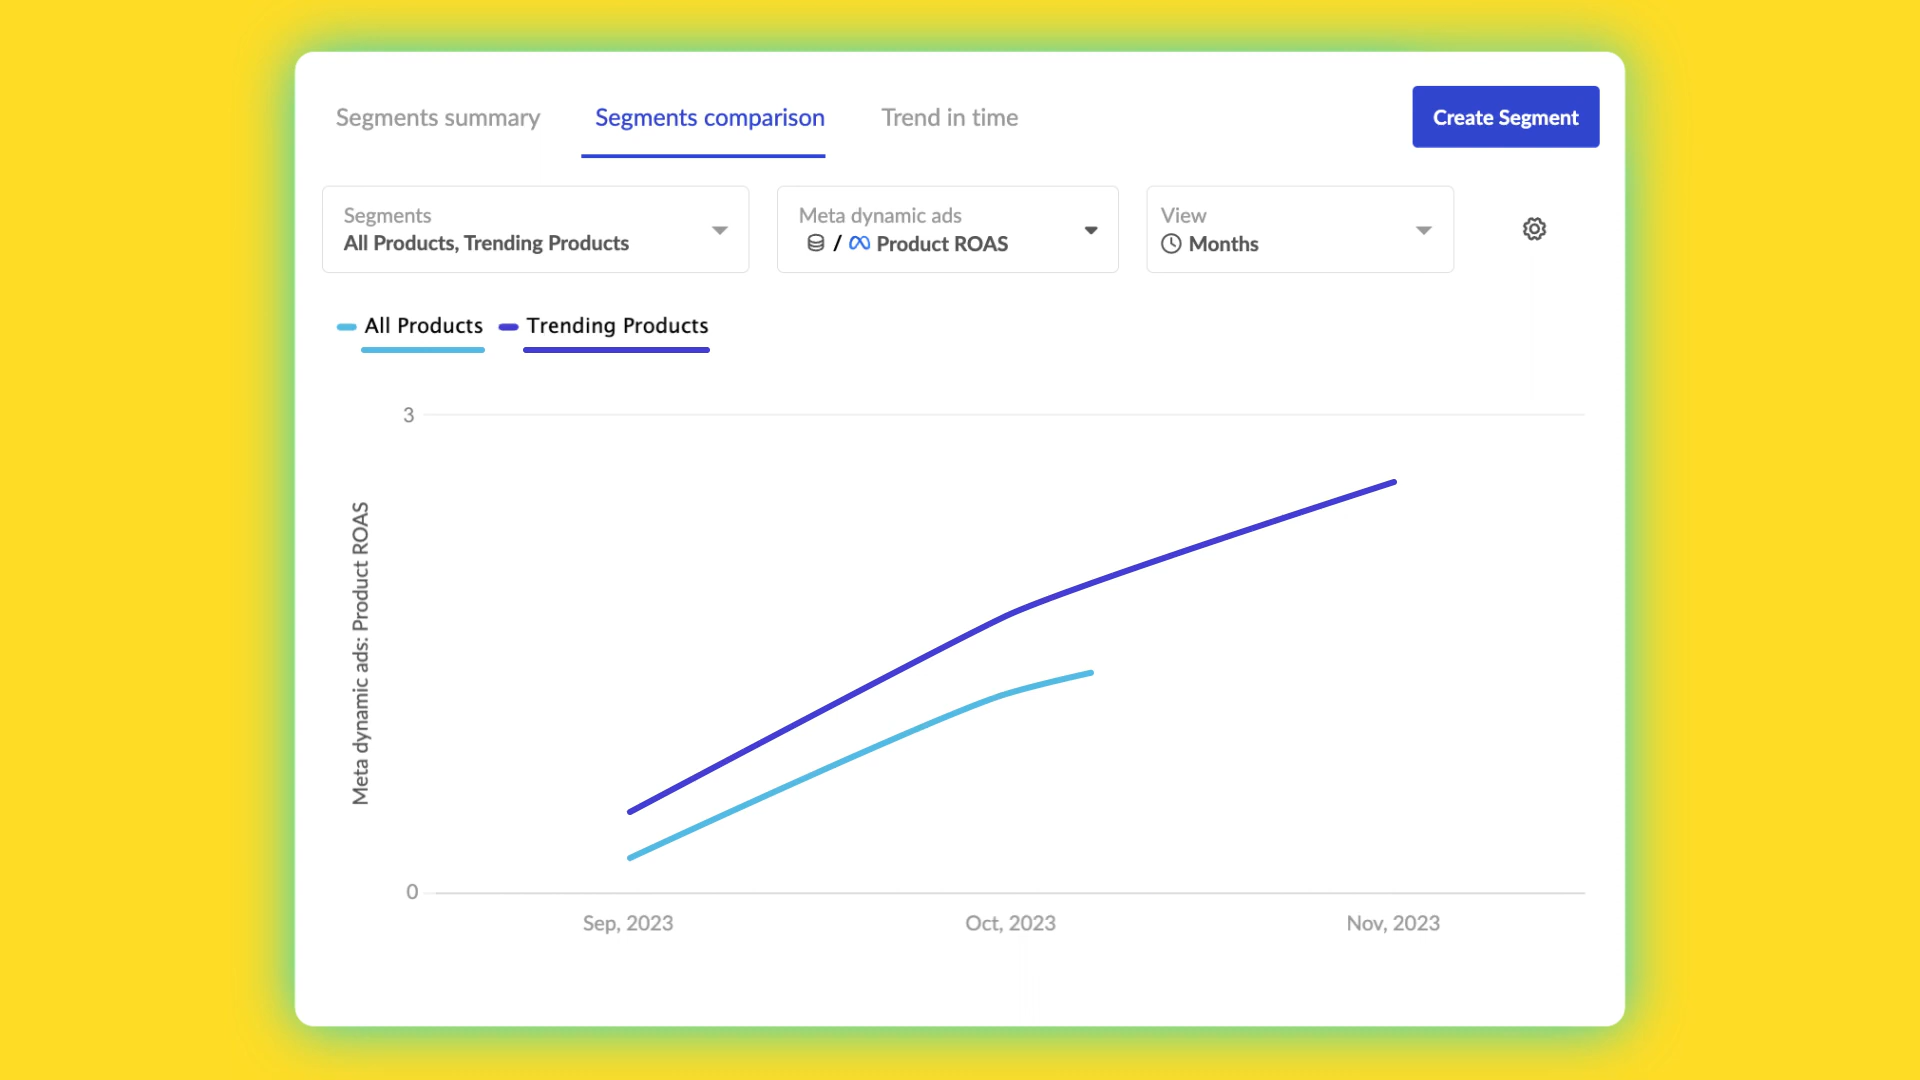 Segments summary
Segments comparison
Trend in time
Create Segment
Segments
All Products, Trending Products
Meta dynamic ads
/ Product ROAS
View
Months
All Products
Trending Products
3
Meta dynamic ads: Product ROAS
0
Sep, 2023
Oct, 2023
Nov, 2023